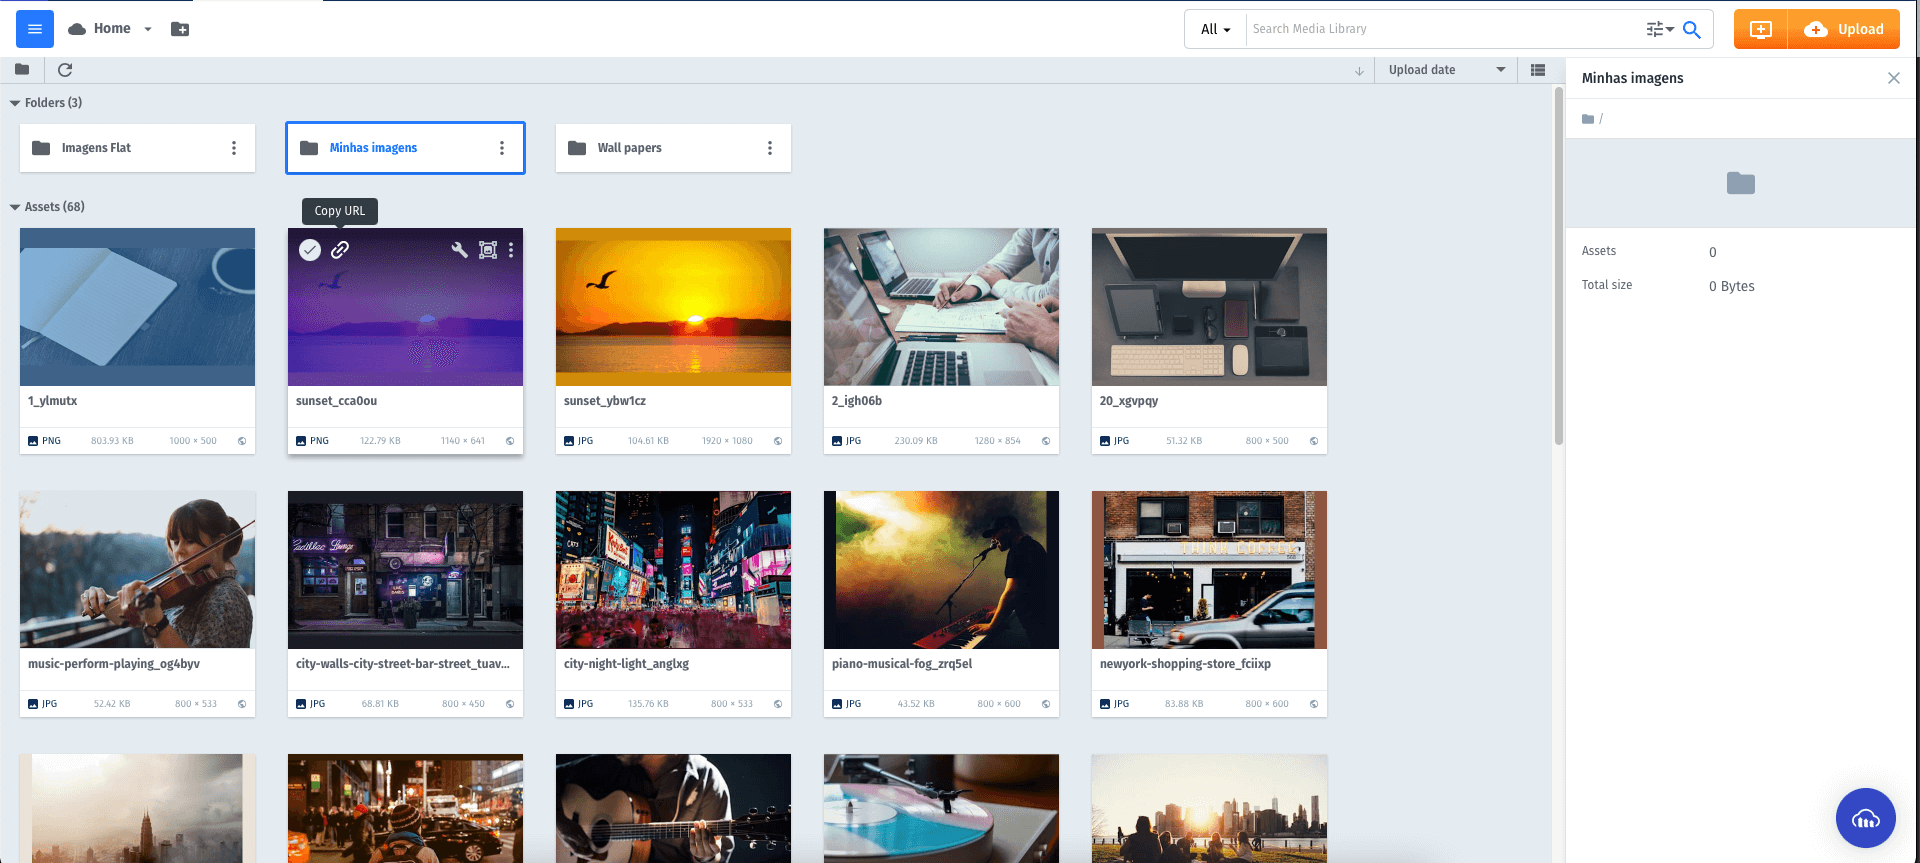 Home
All
Search Media Library
Upload
Upload date
Minhas imagens
/
Folders (3)
Imagens Flat
Minhas imagens
Wall papers
Assets (68)
Copy URL
Assets 0
Total size 0 Bytes
1_ylmutx
sunset_cca0ou
sunset_ybw1cz
2_igh06b
20_xgvpqy
PNG 803.93 KB 1000 × 500
PNG 122.79 KB 1140 × 641
JPG 104.61 KB 1920 × 1080
JPG 230.09 KB 1280 × 854
JPG 51.32 KB 800 × 500
Cadillac Lounge
THINK COFFEE
music-perform-playing_og4byv
city-walls-city-street-bar-street_tuav...
city-night-light_anglxg
piano-musical-fog_zrq5el
newyork-shopping-store_fciixp
JPG 52.42 KB 800 × 533
JPG 68.81 KB 800 × 450
JPG 135.76 KB 800 × 533
JPG 43.52 KB 800 × 600
JPG 83.88 KB 800 × 600